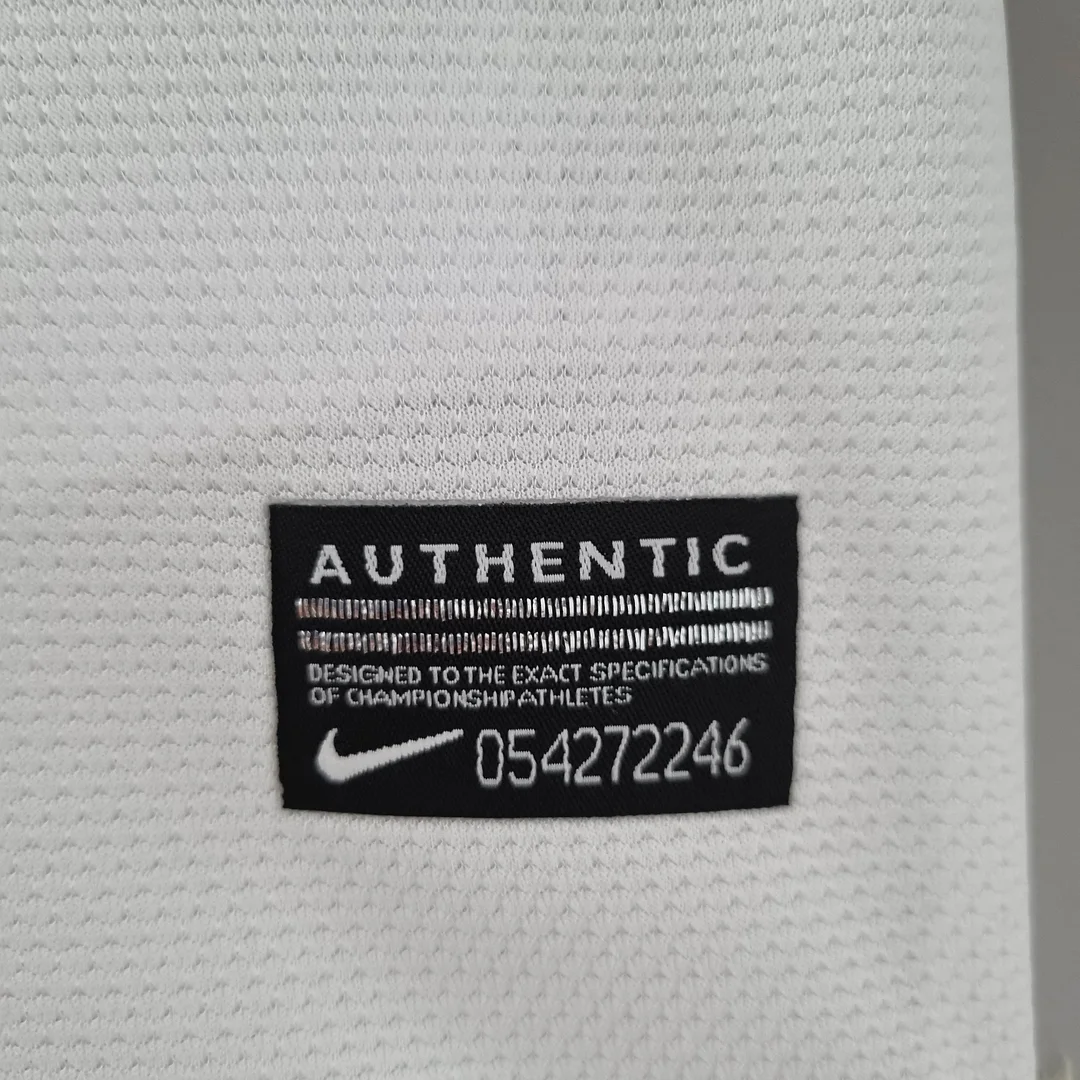 AUTHENTIC
DESIGNED TO THE EXACT SPECIFICATIONS
OF CHAMPIONSHIP ATHLETES
054272246